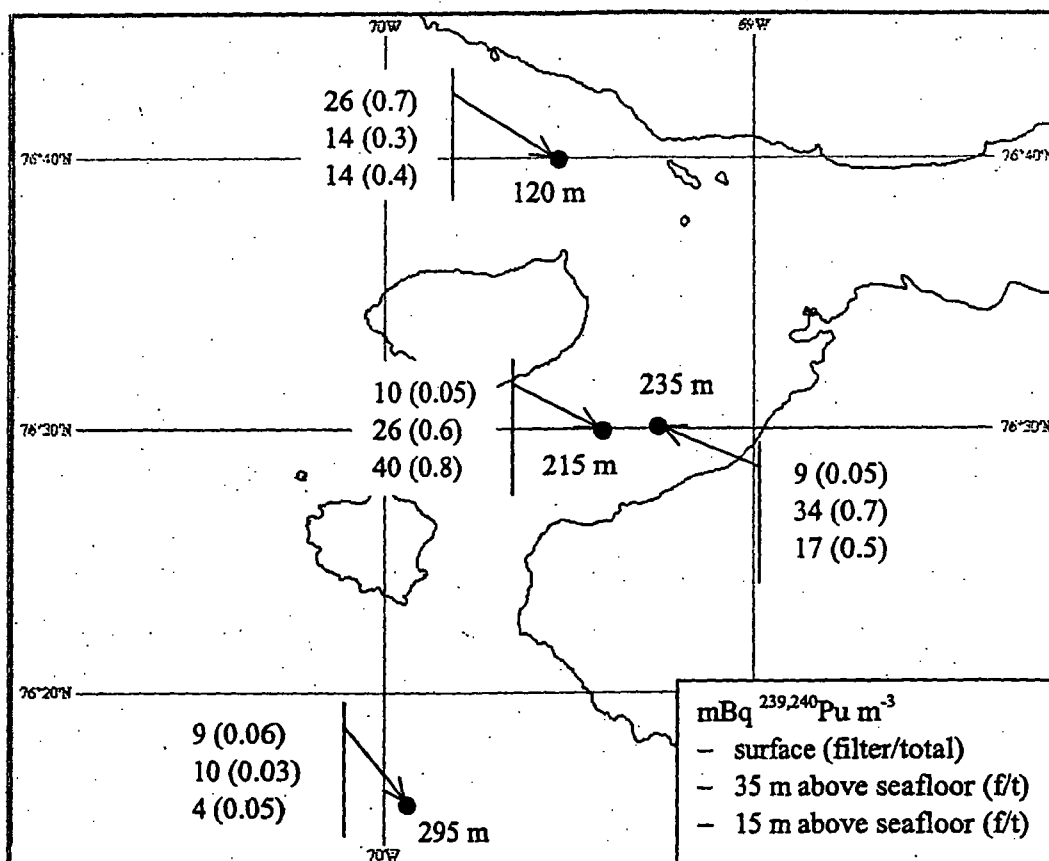 70°W
69°W
26 (0.7)
14 (0.3)
14 (0.4)
76°40'N
76°40'N
120 m
235 m
10 (0.05)
26 (0.6)
40 (0.8)
76°30'N
76°30'N
215 m
9 (0.05)
34 (0.7)
17 (0.5)
76°20'N
mBq 239,240Pu m-3
– surface (filter/total)
– 35 m above seafloor (f/t)
– 15 m above seafloor (f/t)
9 (0.06)
10 (0.03)
4 (0.05)
295 m
70°W